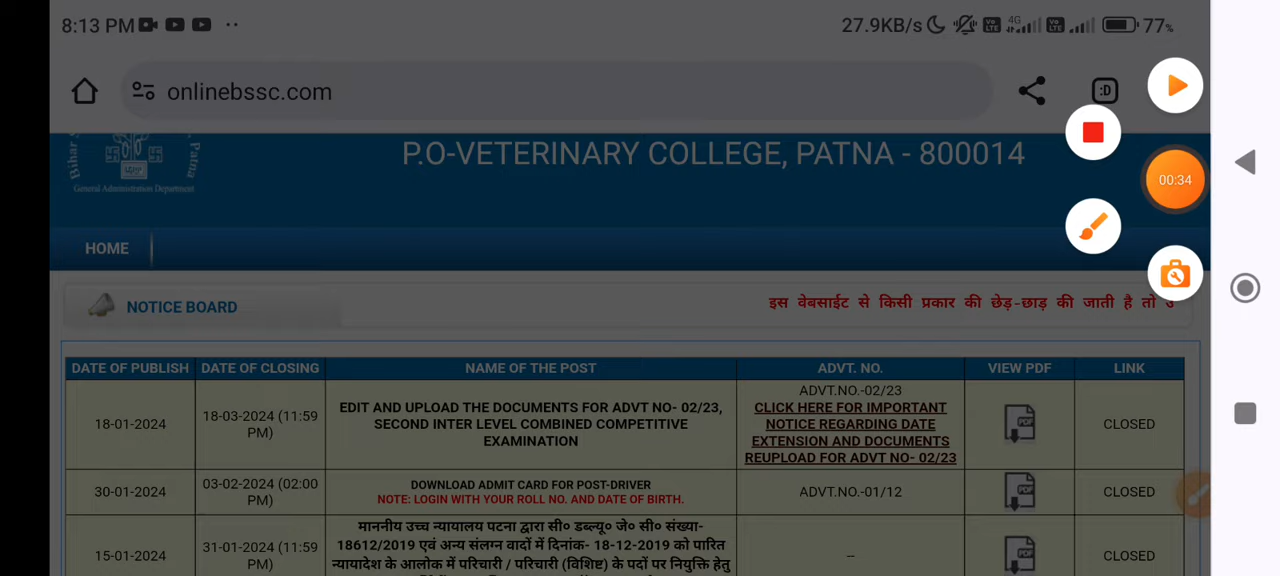 8:13 PM
27.9KB/s 4G 77%
onlinebssc.com
:D
P.O-VETERINARY COLLEGE, PATNA - 800014
General Administration Department
00:34
HOME
NOTICE BOARD
इस वेबसाईट से किसी प्रकार की छेड़-छाड़ की जाती है तो
DATE OF PUBLISH DATE OF CLOSING NAME OF THE POST ADVT. NO. VIEW PDF LINK
18-01-2024
18-03-2024 (11:59
PM)
EDIT AND UPLOAD THE DOCUMENTS FOR ADVT NO- 02/23,
SECOND INTER LEVEL COMBINED COMPETITIVE
EXAMINATION
ADVT.NO.-02/23
CLICK HERE FOR IMPORTANT
NOTICE REGARDING DATE
EXTENSION AND DOCUMENTS
REUPLOAD FOR ADVT NO- 02/23
PDF
CLOSED
30-01-2024
03-02-2024 (02:00
PM)
DOWNLOAD ADMIT CARD FOR POST-DRIVER
NOTE: LOGIN WITH YOUR ROLL NO. AND DATE OF BIRTH.
ADVT.NO.-01/12
PDF
CLOSED
15-01-2024
31-01-2024 (11:59
PM)
माननीय उच्च न्यायालय पटना द्वारा सी० डब्ल्यू० जे० सी० संख्या-
18612/2019 एवं अन्य संलग्न वादों में दिनांक- 18-12-2019 को पारित
न्यायादेश के आलोक में परिचारी / परिचारी (विशिष्ट) के पदों पर नियुक्ति हेतु
--
PDF
CLOSED